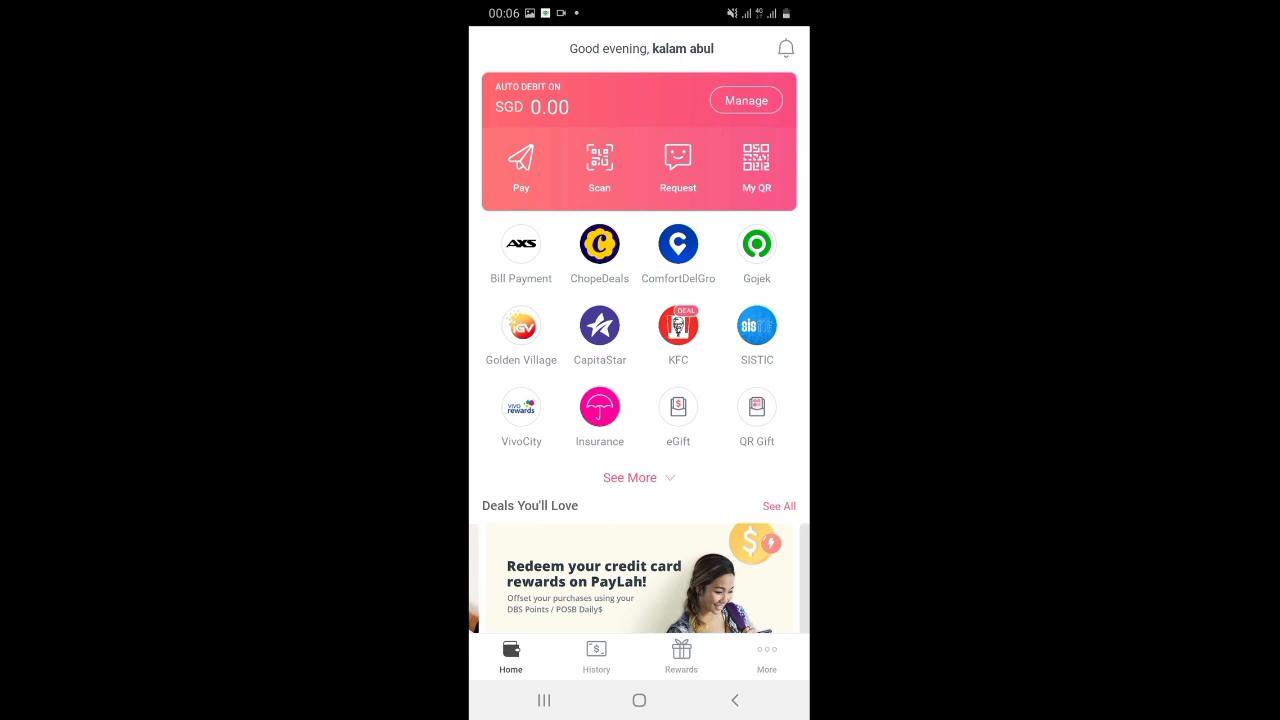 00:06
4G
Good evening, kalam abul
AUTO DEBIT ON
SGD 0.00
Manage
Pay Scan Request My QR
AXS
Bill Payment ChopeDeals ComfortDelGro Gojek
DEAL
GV
sis
Golden Village CapitaStar KFC SISTIC
VIVO
rewards
VivoCity Insurance eGift QR Gift
See More
Deals You'll Love See All
Redeem your credit card
rewards on PayLah!
Offset your purchases using your
DBS Points / POSB Daily$
Home History Rewards More